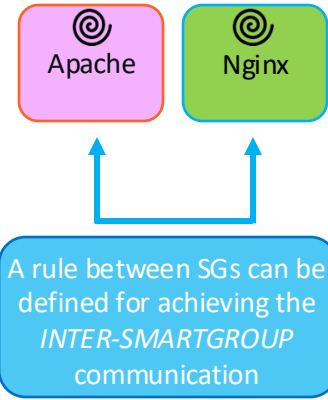 Apache
Nginx
A rule between SGs can be
defined for achieving the
INTER-SMARTGROUP
communication